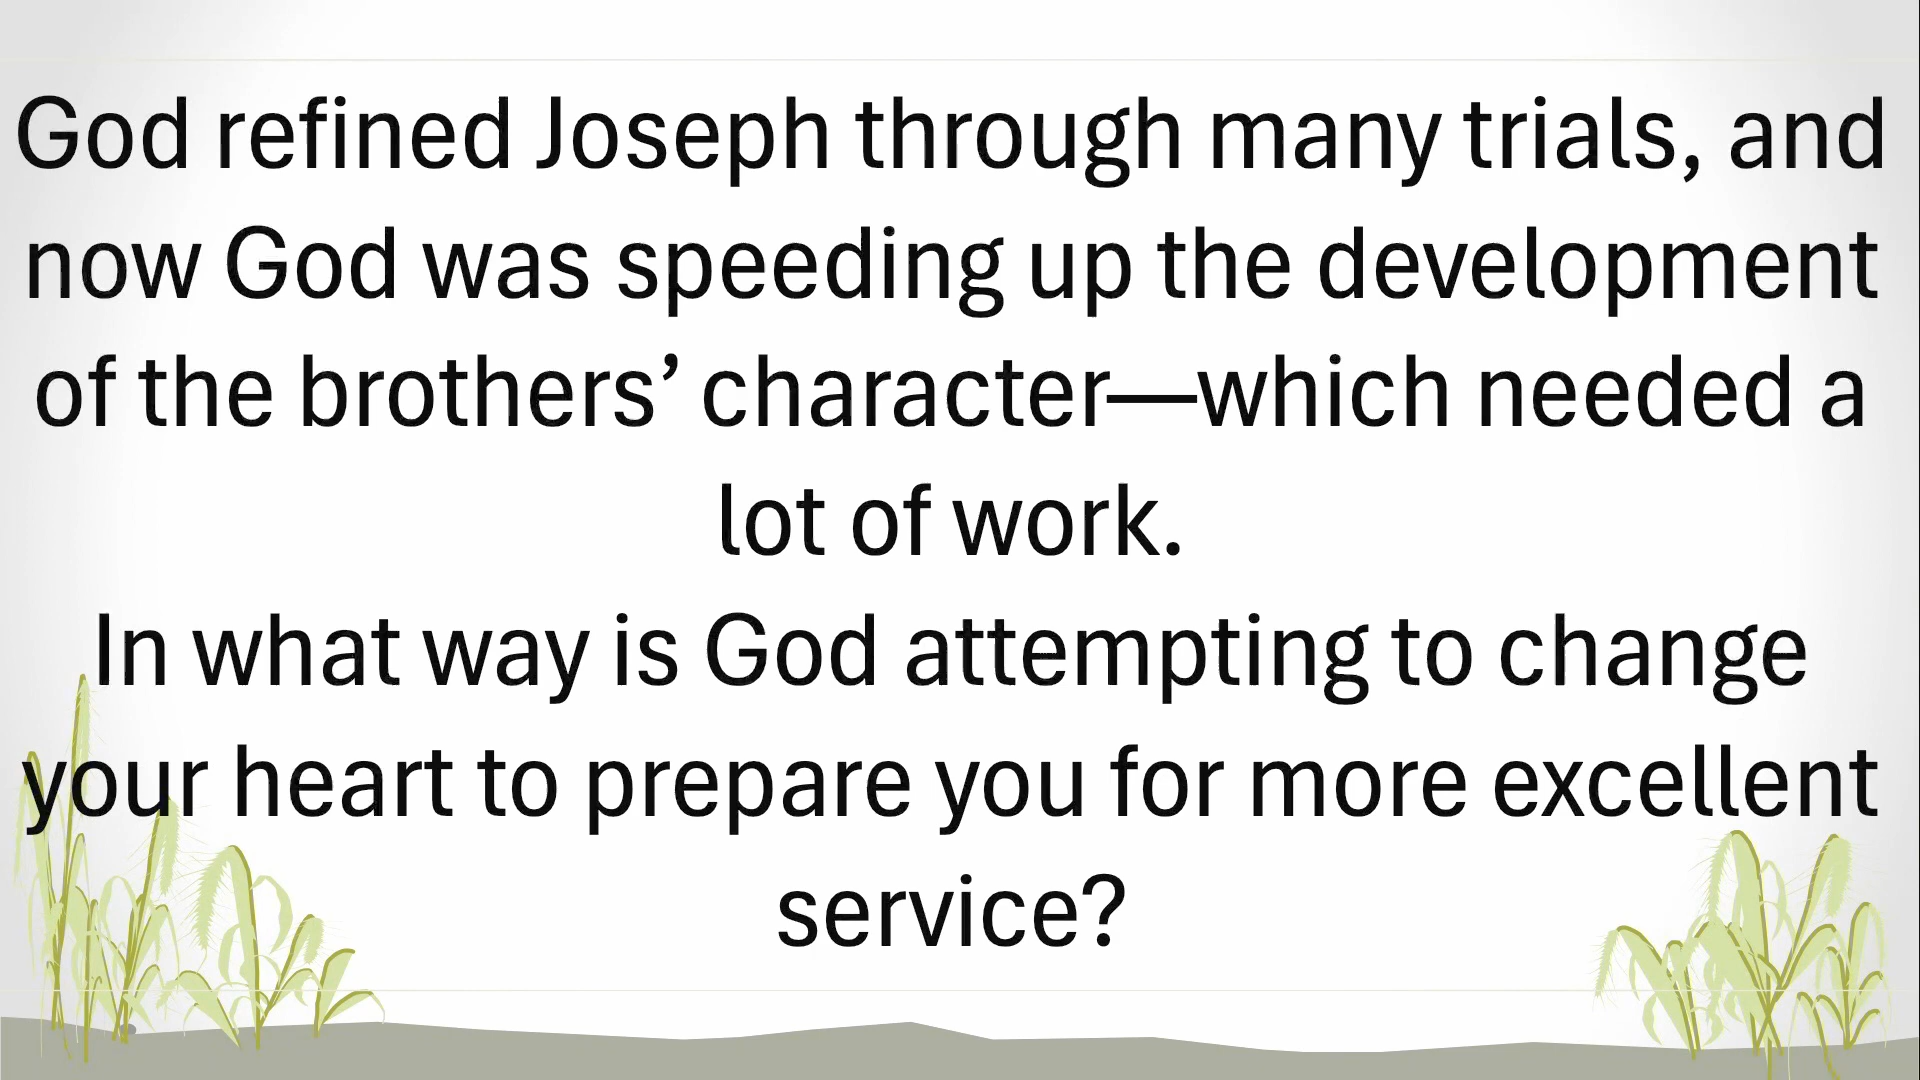 God refined Joseph through many trials, and
now God was speeding up the development
of the brothers’ character—which needed a
lot of work.
In what way is God attempting to change
your heart to prepare you for more excellent
service?